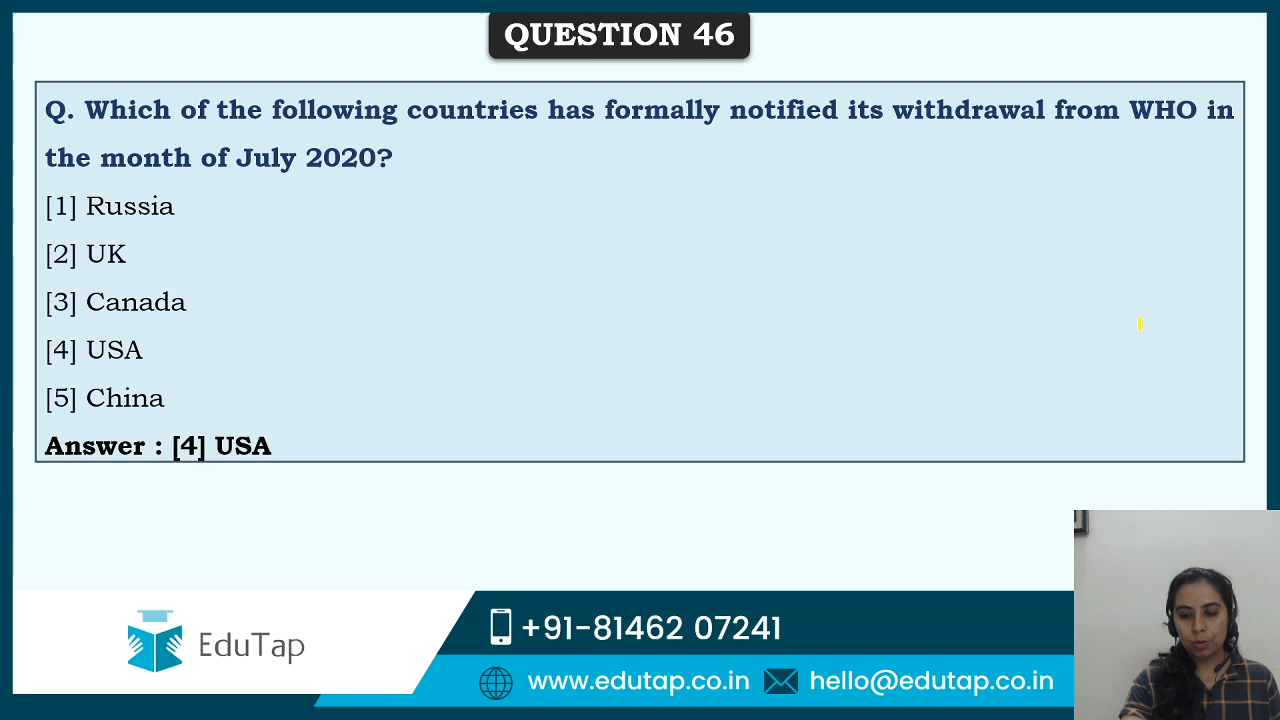 QUESTION 46
Q. Which of the following countries has formally notified its withdrawal from WHO in
the month of July 2020?
[1] Russia
[2] UK
[3] Canada
[4] USA
[5] China
Answer : [4] USA
EduTap
+91-81462 07241
www.edutap.co.in
hello@edutap.co.in